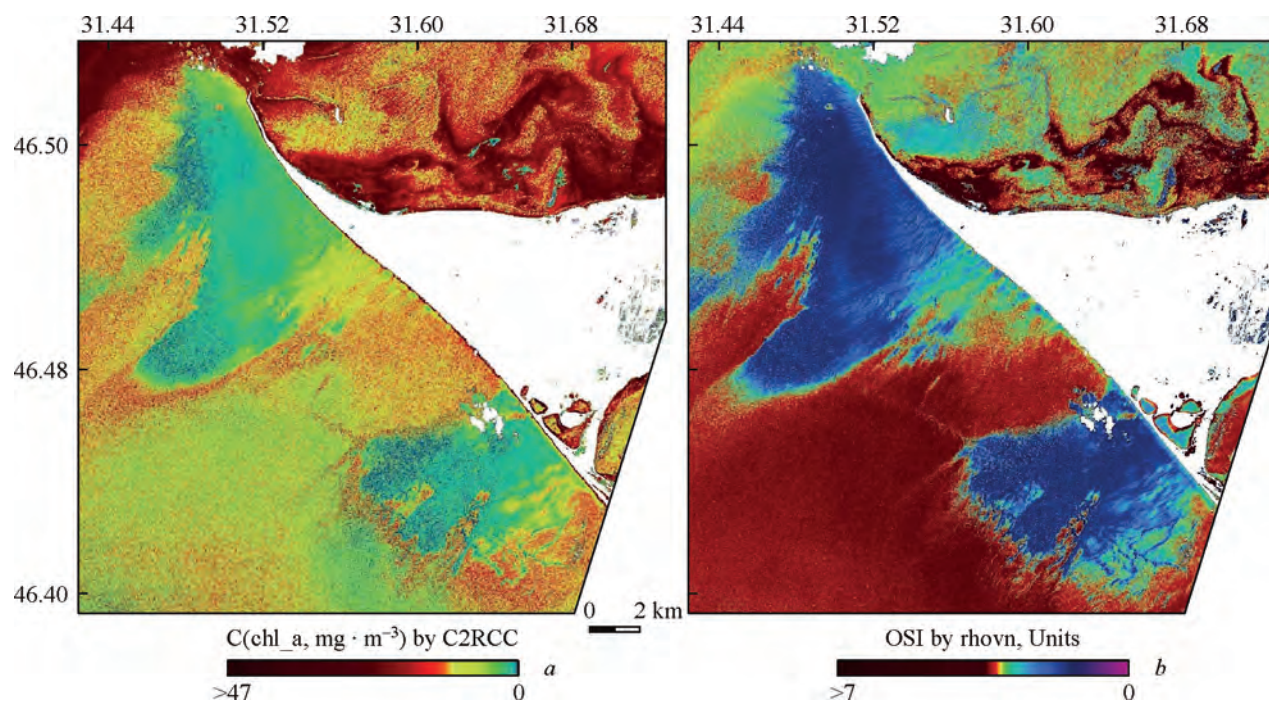 31.44 31.52 31.60 31.68 31.44 31.52 31.60 31.68
46.50
46.48
46.40
0 2 km
C(chl_a, mg · m⁻³) by C2RCC
a
>47 0
OSI by rhovn, Units
b
>7 0